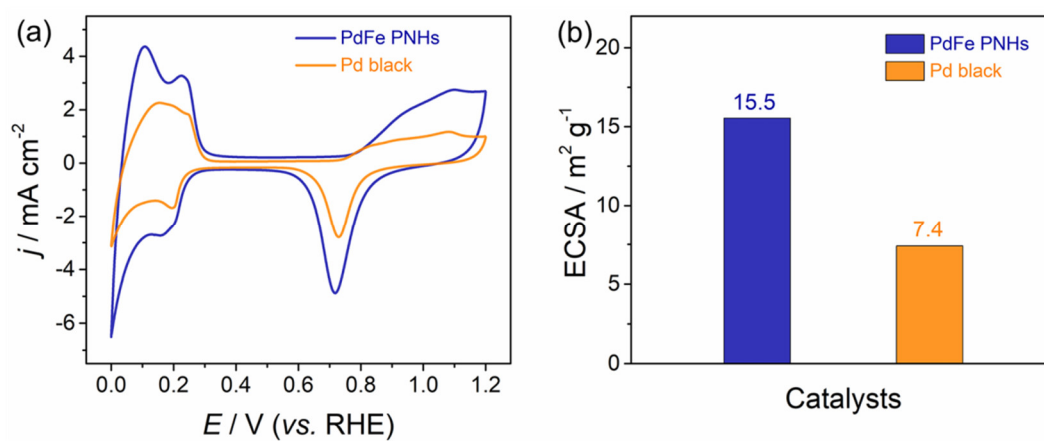 (a)
PdFe PNHs
Pd black
4
2
0
-2
-4
-6
j / mA cm⁻²
0.0 0.2 0.4 0.6 0.8 1.0 1.2
E / V (vs. RHE)
(b)
PdFe PNHs
Pd black
20
15
10
5
0
ECSA / m² g⁻¹
15.5
7.4
Catalysts